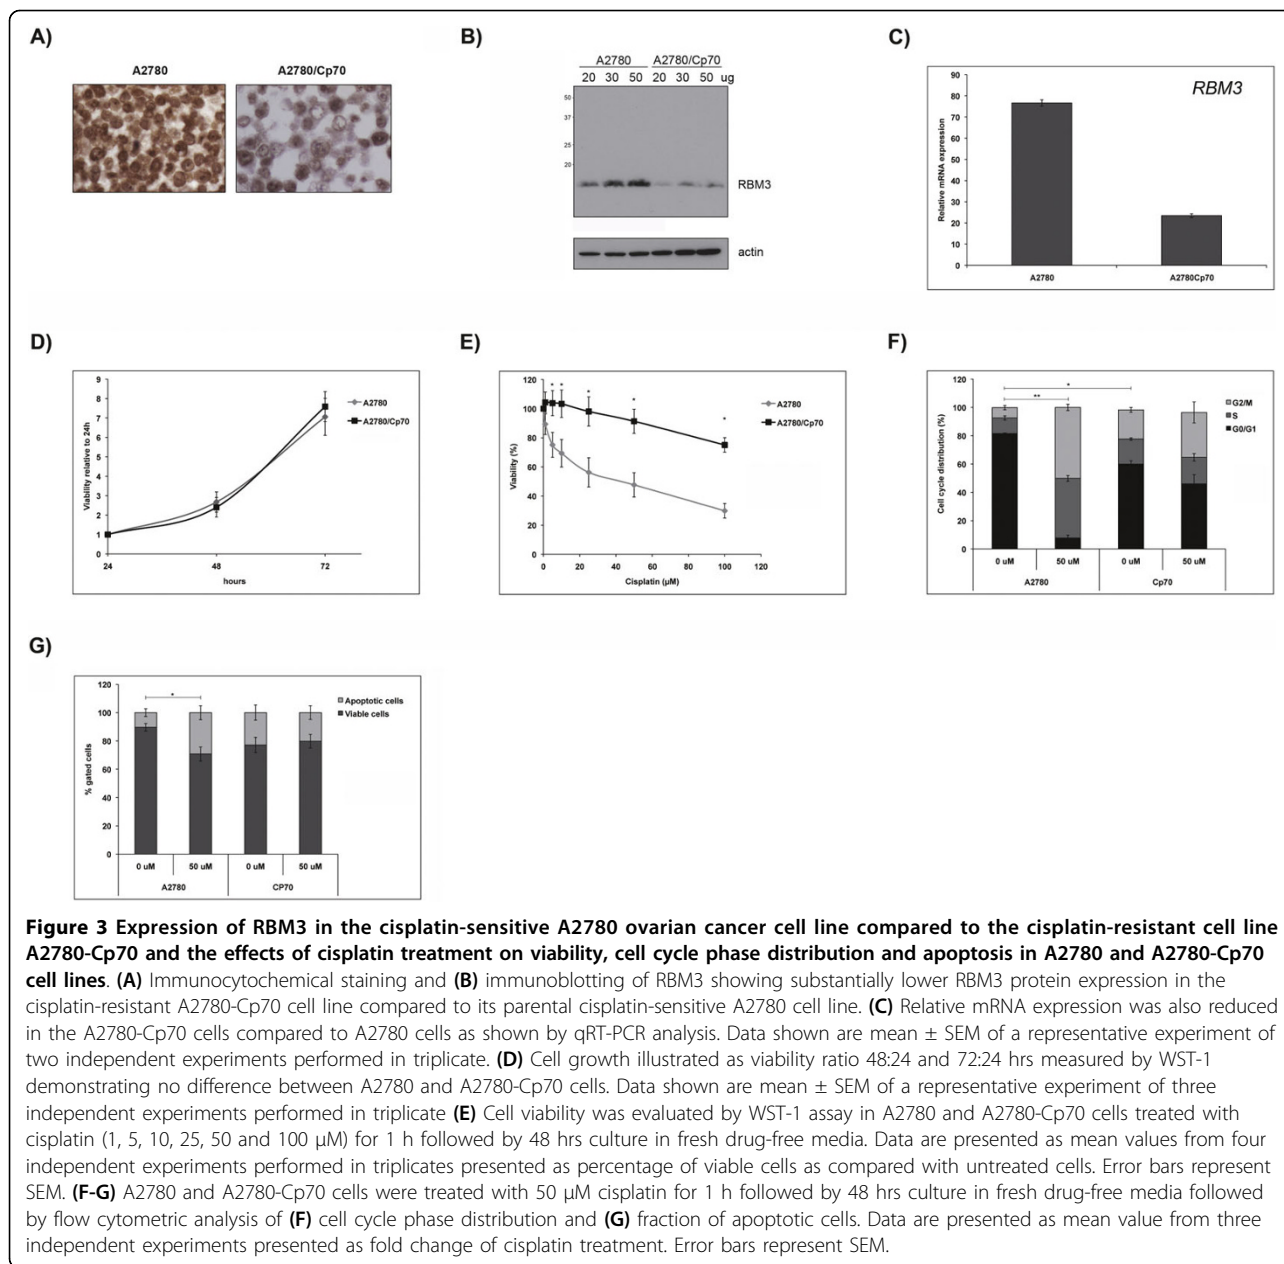 A)
A2780 A2780/Cp70
B)
A2780 A2780/Cp70
20 30 50 20 30 50 ug
50
37
25
20
RBM3
actin
C)
RBM3
Relative mRNA expression
90
80
70
60
50
40
30
20
10
0
A2780 A2780Cp70
D)
Viability relative to 24h
9
8
7
6
5
4
3
2
1
0
24 48 72
hours
A2780
A2780/Cp70
E)
Viability (%)
120
100
80
60
40
20
0
* * * * *
0 20 40 60 80 100 120
Cisplatin (µM)
A2780
A2780/Cp70
F)
Cell cycle distribution (%)
120
100
80
60
40
20
0
*
**
G2/M
S
G0/G1
0 uM 50 uM 0 uM 50 uM
A2780 Cp70
G)
% gated cells
120
100
80
60
40
20
0
*
Apoptotic cells
Viable cells
0 uM 50 uM 0 uM 50 uM
A2780 CP70
Figure 3 Expression of RBM3 in the cisplatin-sensitive A2780 ovarian cancer cell line compared to the cisplatin-resistant cell line
A2780-Cp70 and the effects of cisplatin treatment on viability, cell cycle phase distribution and apoptosis in A2780 and A2780-Cp70
cell lines. (A) Immunocytochemical staining and (B) immunoblotting of RBM3 showing substantially lower RBM3 protein expression in the
cisplatin-resistant A2780-Cp70 cell line compared to its parental cisplatin-sensitive A2780 cell line. (C) Relative mRNA expression was also reduced
in the A2780-Cp70 cells compared to A2780 cells as shown by qRT-PCR analysis. Data shown are mean ± SEM of a representative experiment of
two independent experiments performed in triplicate. (D) Cell growth illustrated as viability ratio 48:24 and 72:24 hrs measured by WST-1
demonstrating no difference between A2780 and A2780-Cp70 cells. Data shown are mean ± SEM of a representative experiment of three
independent experiments performed in triplicate (E) Cell viability was evaluated by WST-1 assay in A2780 and A2780-Cp70 cells treated with
cisplatin (1, 5, 10, 25, 50 and 100 µM) for 1 h followed by 48 hrs culture in fresh drug-free media. Data are presented as mean values from four
independent experiments performed in triplicates presented as percentage of viable cells as compared with untreated cells. Error bars represent
SEM. (F-G) A2780 and A2780-Cp70 cells were treated with 50 µM cisplatin for 1 h followed by 48 hrs culture in fresh drug-free media followed
by flow cytometric analysis of (F) cell cycle phase distribution and (G) fraction of apoptotic cells. Data are presented as mean value from three
independent experiments presented as fold change of cisplatin treatment. Error bars represent SEM.